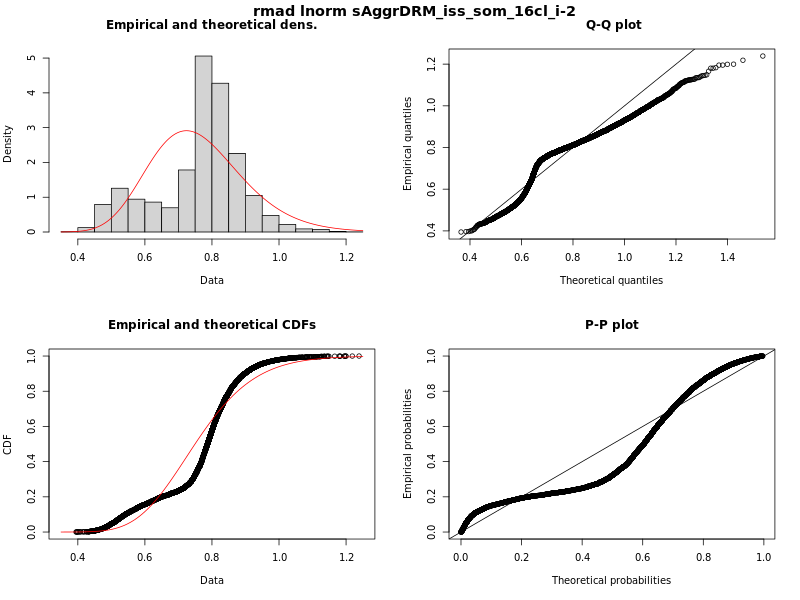 rmad lnorm sAggrDRM_iss_som_16cl_i-2
Empirical and theoretical dens.
Density
0 1 2 3 4 5
0.4 0.6 0.8 1.0 1.2
Data
Q-Q plot
Empirical quantiles
0.4 0.6 0.8 1.0 1.2
0.4 0.6 0.8 1.0 1.2 1.4
Theoretical quantiles
Empirical and theoretical CDFs
CDF
0.0 0.2 0.4 0.6 0.8 1.0
0.4 0.6 0.8 1.0 1.2
Data
P-P plot
Empirical probabilities
0.0 0.2 0.4 0.6 0.8 1.0
0.0 0.2 0.4 0.6 0.8 1.0
Theoretical probabilities